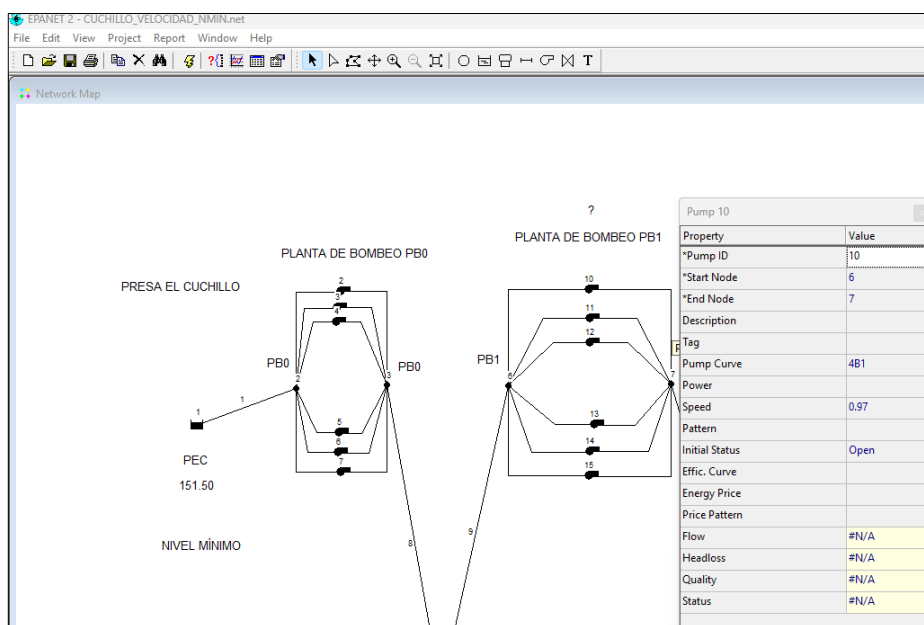 EPANET 2 - CUCHILLO_VELOCIDAD_NMIN.net
File Edit View Project Report Window Help
?{} T
Network Map
?
PLANTA DE BOMBEO PB1
PLANTA DE BOMBEO PB0
PRESA EL CUCHILLO
2
3
4
10
11
12
PB0
2
3
PB0
PB1
6
7
1
1
5
6
7
13
14
15
PEC
151.50
NIVEL MÍNIMO
8
9
Pump 10
Property Value
*Pump ID 10
*Start Node 6
*End Node 7
Description
Tag
Pump Curve 4B1
Power
Speed 0.97
Pattern
Initial Status Open
Effic. Curve
Energy Price
Price Pattern
Flow #N/A
Headloss #N/A
Quality #N/A
Status #N/A